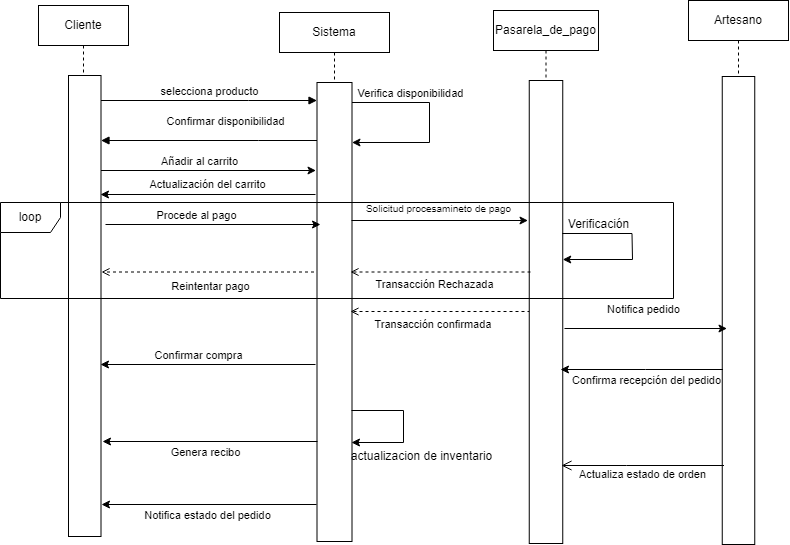 Cliente
Sistema
Pasarela_de_pago
Artesano
selecciona producto
Verifica disponibilidad
Confirmar disponibilidad
Añadir al carrito
Actualización del carrito
loop
Procede al pago
Solicitud procesamineto de pago
Verificación
Reintentar pago
Transacción Rechazada
Notifica pedido
Transacción confirmada
Confirmar compra
Confirma recepción del pedido
Genera recibo
actualizacion de inventario
Actualiza estado de orden
Notifica estado del pedido